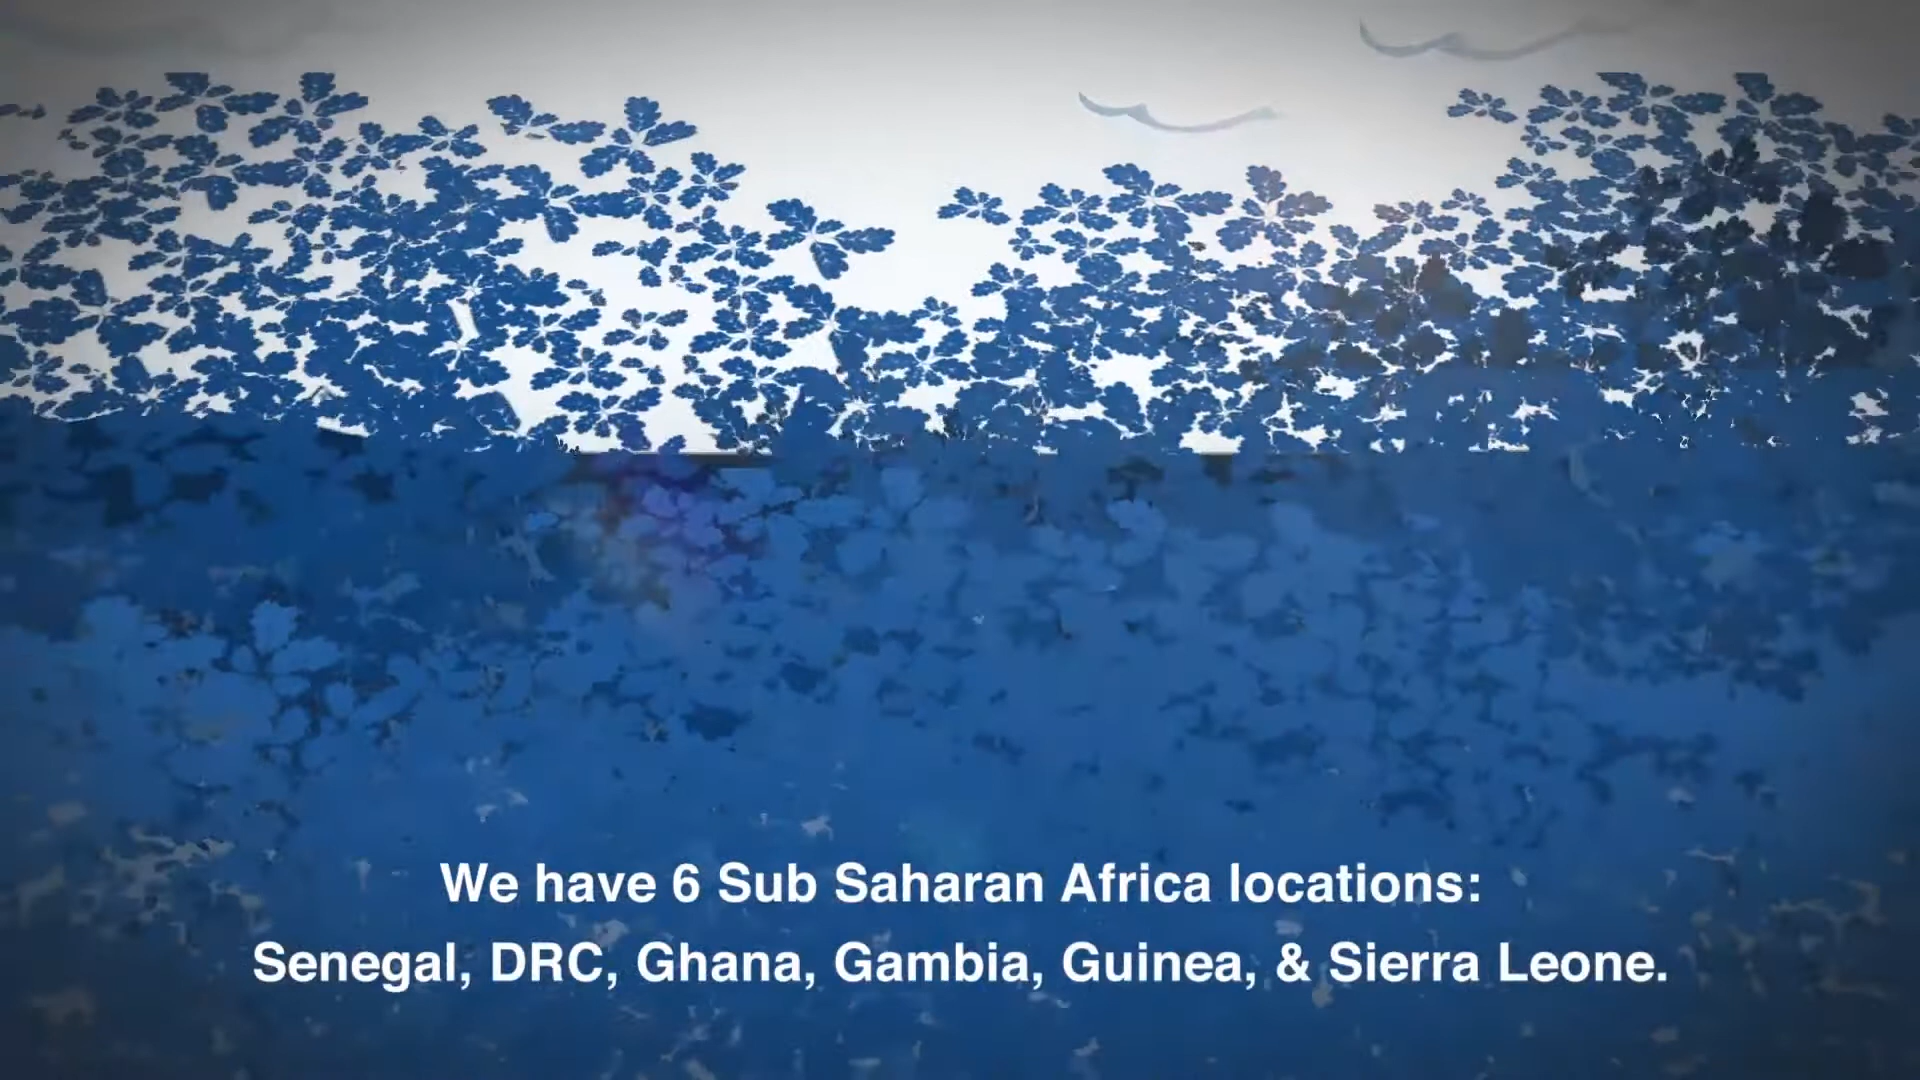 We have 6 Sub Saharan Africa locations:
Senegal, DRC, Ghana, Gambia, Guinea, & Sierra Leone.